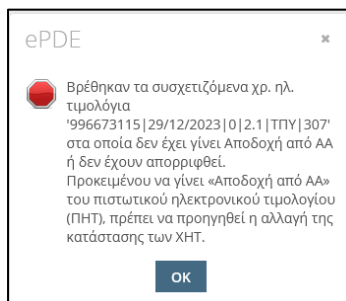 ePDE
×
Βρέθηκαν τα συσχετιζόμενα χρ. ηλ.
τιμολόγια
'996673115|29/12/2023|0|2.1|ΤΠΥ|307'
στα οποία δεν έχει γίνει Αποδοχή από ΑΑ
ή δεν έχουν απορριφθεί.
Προκειμένου να γίνει «Αποδοχή από ΑΑ»
του πιστωτικού ηλεκτρονικού τιμολογίου
(ΠΗΤ), πρέπει να προηγηθεί η αλλαγή της
κατάστασης των ΧΗΤ.
OK